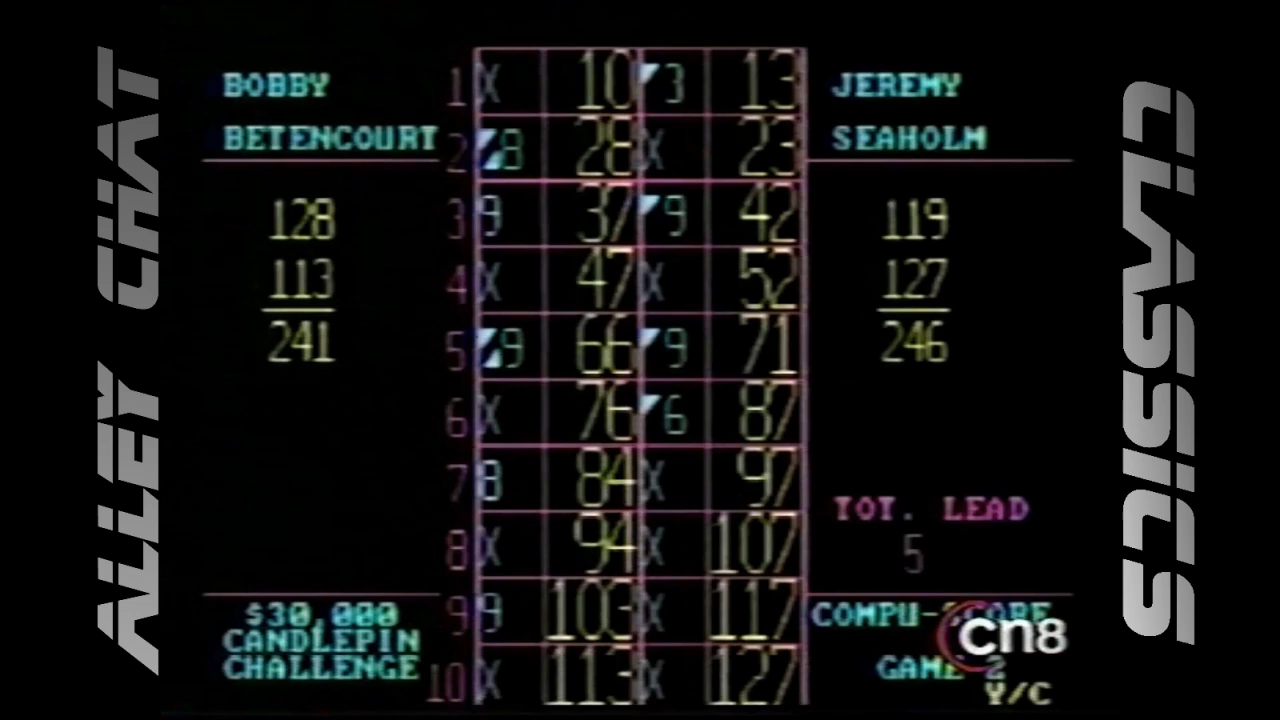 ALLEY CHAT
CLASSICS
BOBBY
BETENCOURT
128
113
241
$30,000
CANDLEPIN
CHALLENGE
1 X 10 3 13
2 8 28 X 23
3 9 37 9 42
4 X 47 X 52
5 9 66 9 71
6 X 76 6 87
7 8 84 X 97
8 X 94 X 107
9 9 103 X 117
10 X 113 X 127
JEREMY
SEAHOLM
119
127
246
TOT. LEAD
5
COMPU-SCORE
cn8
GAME 2
Y/C